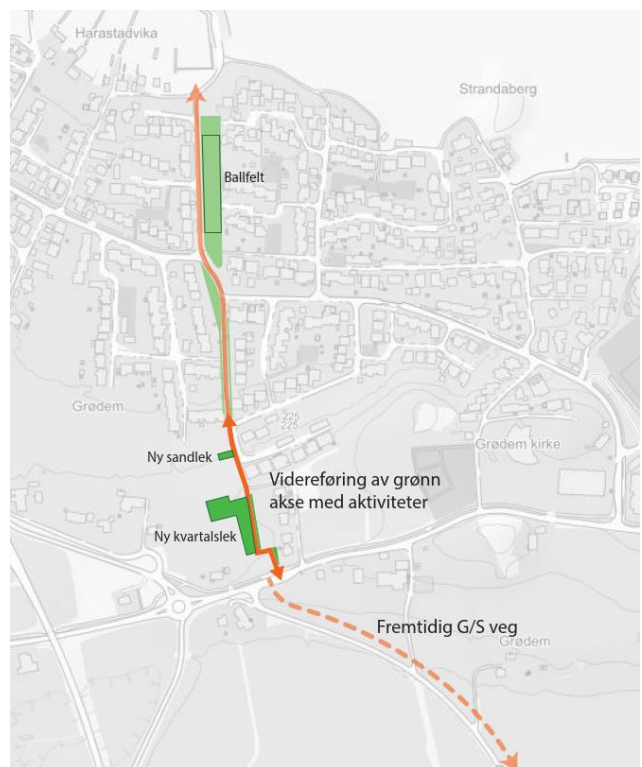 Harastadvika
Strandaberg
Ballfelt
Grødem
225
225
Ny sandlek
Grødem kirke
Videreføring av grønn
akse med aktiviteter
Ny kvartalslek
Fremtidig G/S veg
Grødem